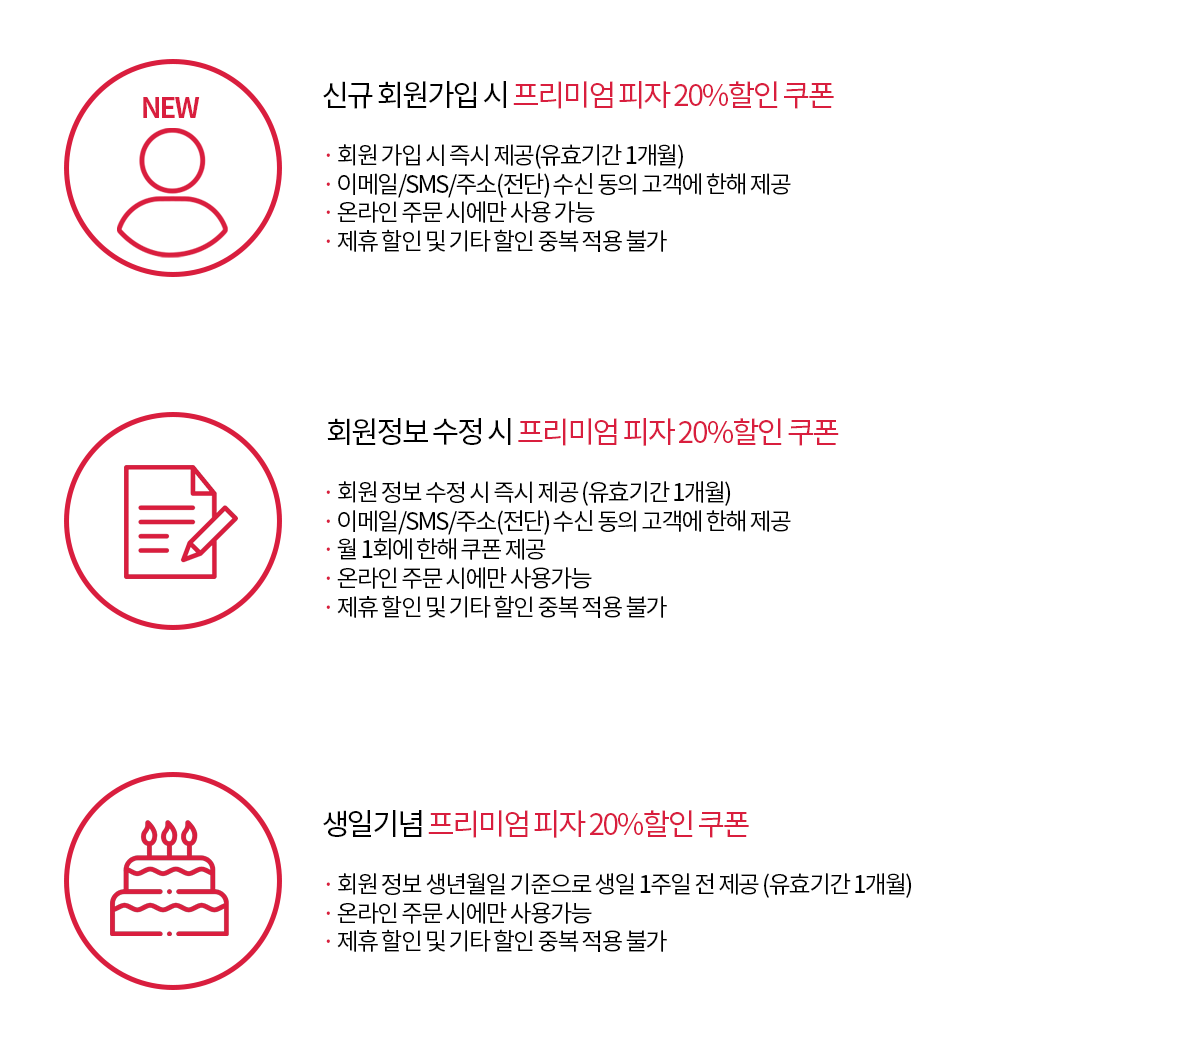 NEW
신규 회원가입 시 프리미엄 피자 20%할인 쿠폰
· 회원 가입 시 즉시 제공(유효기간 1개월)
· 이메일/SMS/주소(전단) 수신 동의 고객에 한해 제공
· 온라인 주문 시에만 사용 가능
· 제휴 할인 및 기타 할인 중복 적용 불가
회원정보 수정 시 프리미엄 피자 20%할인 쿠폰
· 회원 정보 수정 시 즉시 제공 (유효기간 1개월)
· 이메일/SMS/주소(전단) 수신 동의 고객에 한해 제공
· 월 1회에 한해 쿠폰 제공
· 온라인 주문 시에만 사용가능
· 제휴 할인 및 기타 할인 중복 적용 불가
생일기념 프리미엄 피자 20%할인 쿠폰
· 회원 정보 생년월일 기준으로 생일 1주일 전 제공 (유효기간 1개월)
· 온라인 주문 시에만 사용가능
· 제휴 할인 및 기타 할인 중복 적용 불가